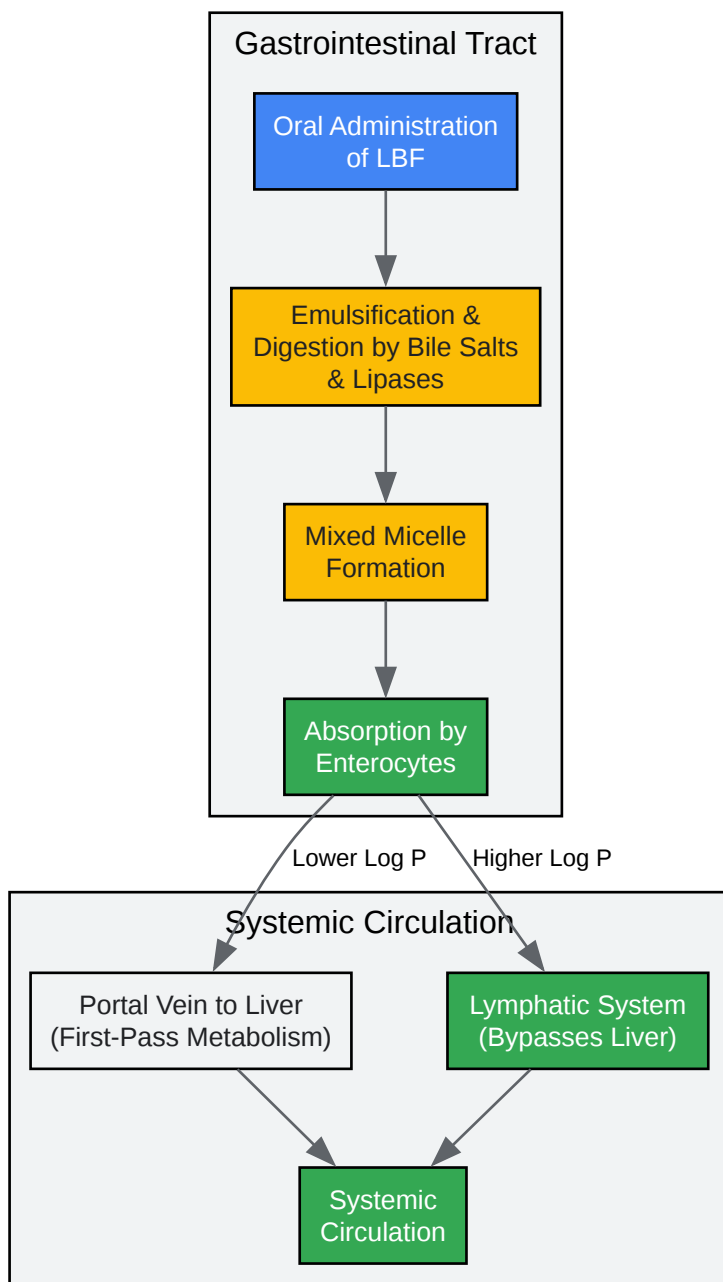 Gastrointestinal Tract
Oral Administration
of LBF
Emulsification &
Digestion by Bile Salts
& Lipases
Mixed Micelle
Formation
Absorption by
Enterocytes
Lower Log P
Higher Log P
Systemic Circulation
Portal Vein to Liver
(First-Pass Metabolism)
Lymphatic System
(Bypasses Liver)
Systemic
Circulation